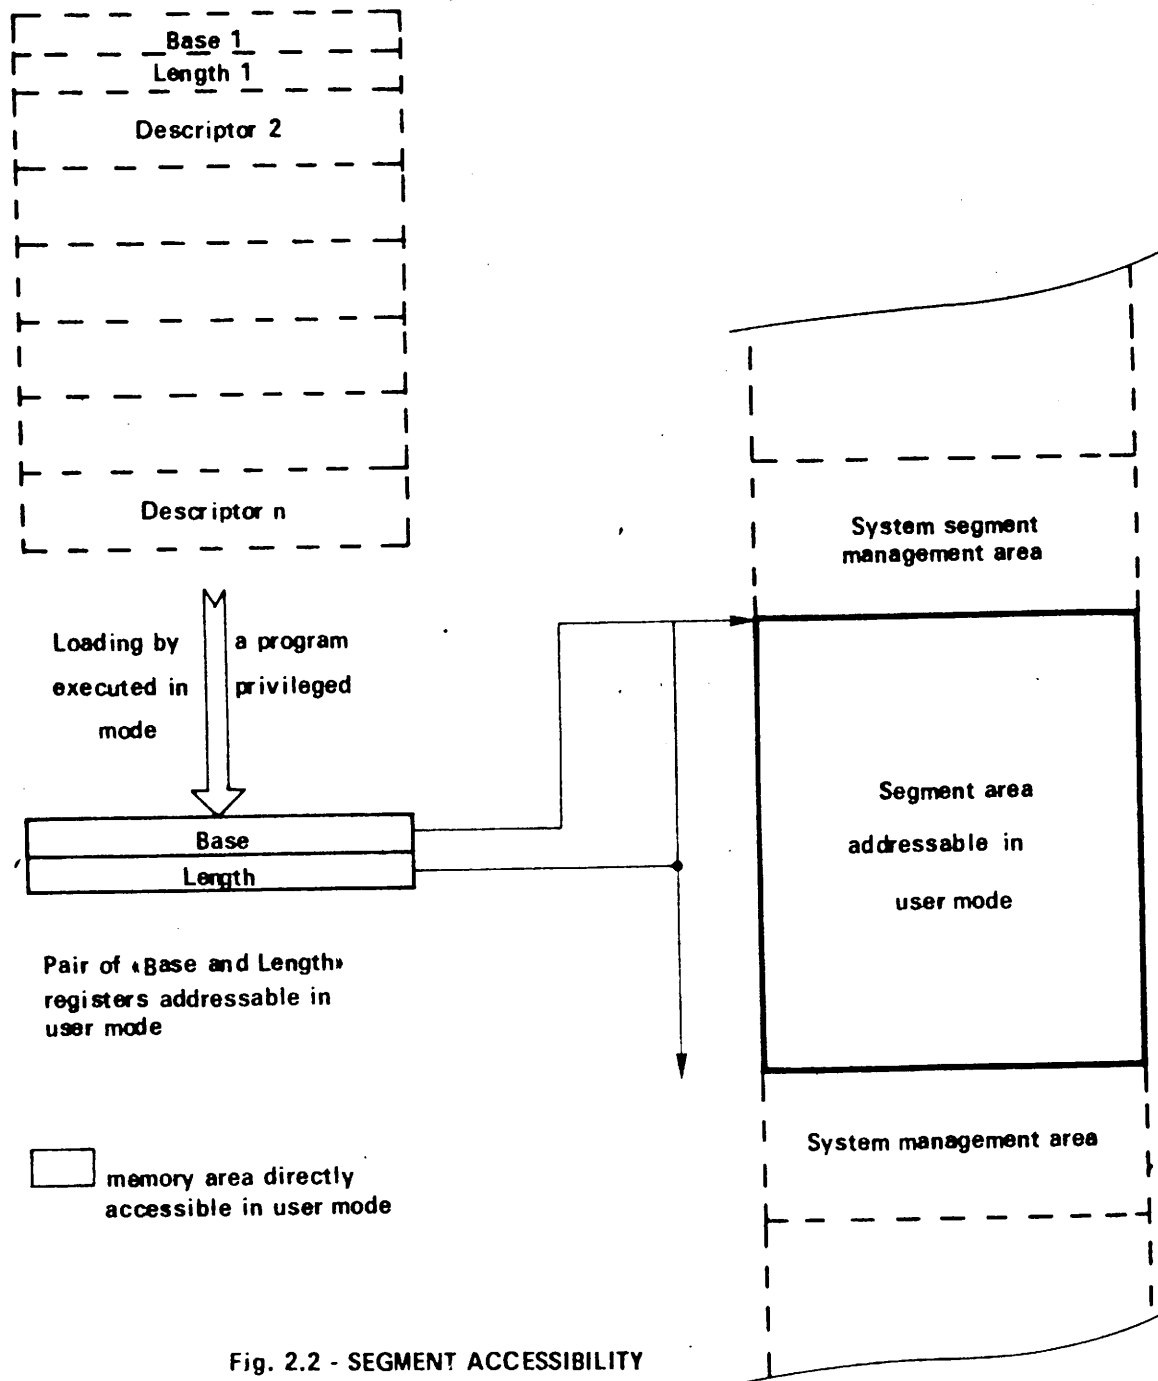 Base 1
Length 1
Descriptor 2
Descriptor n
Loading by a program
executed in privileged
mode
Base
Length
Pair of «Base and Length»
registers addressable in
user mode
memory area directly
accessible in user mode
System segment
management area
Segment area
addressable in
user mode
System management area
Fig. 2.2 - SEGMENT ACCESSIBILITY